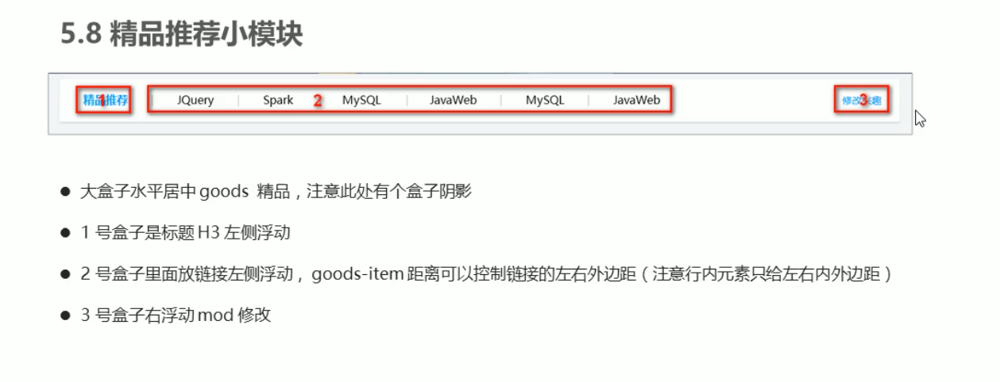 5.8 精品推荐小模块
精品推荐 1 | JQuery | Spark 2 MySQL | JavaWeb | MySQL | JavaWeb 修改兴趣 3
● 大盒子水平居中 goods 精品，注意此处有个盒子阴影
● 1 号盒子是标题 H3 左侧浮动
● 2 号盒子里面放链接左侧浮动， goods-item 距离可以控制链接的左右外边距（注意行内元素只给左右内外边距）
● 3 号盒子右浮动 mod 修改